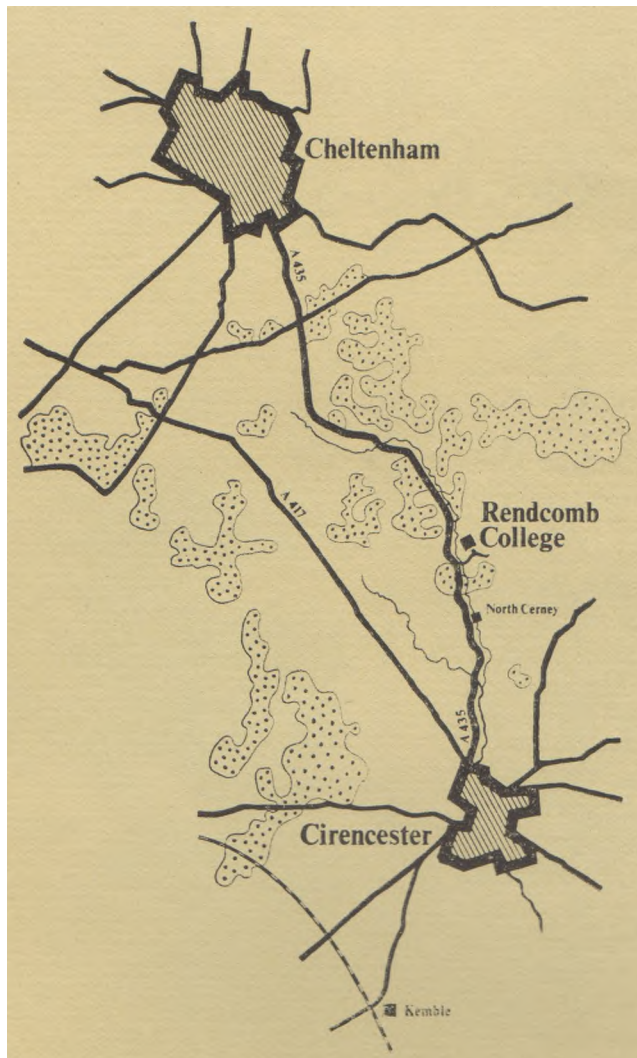 Cheltenham
A 435
A 417
Rendcomb
College
North Cerney
A 435
Cirencester
Kemble